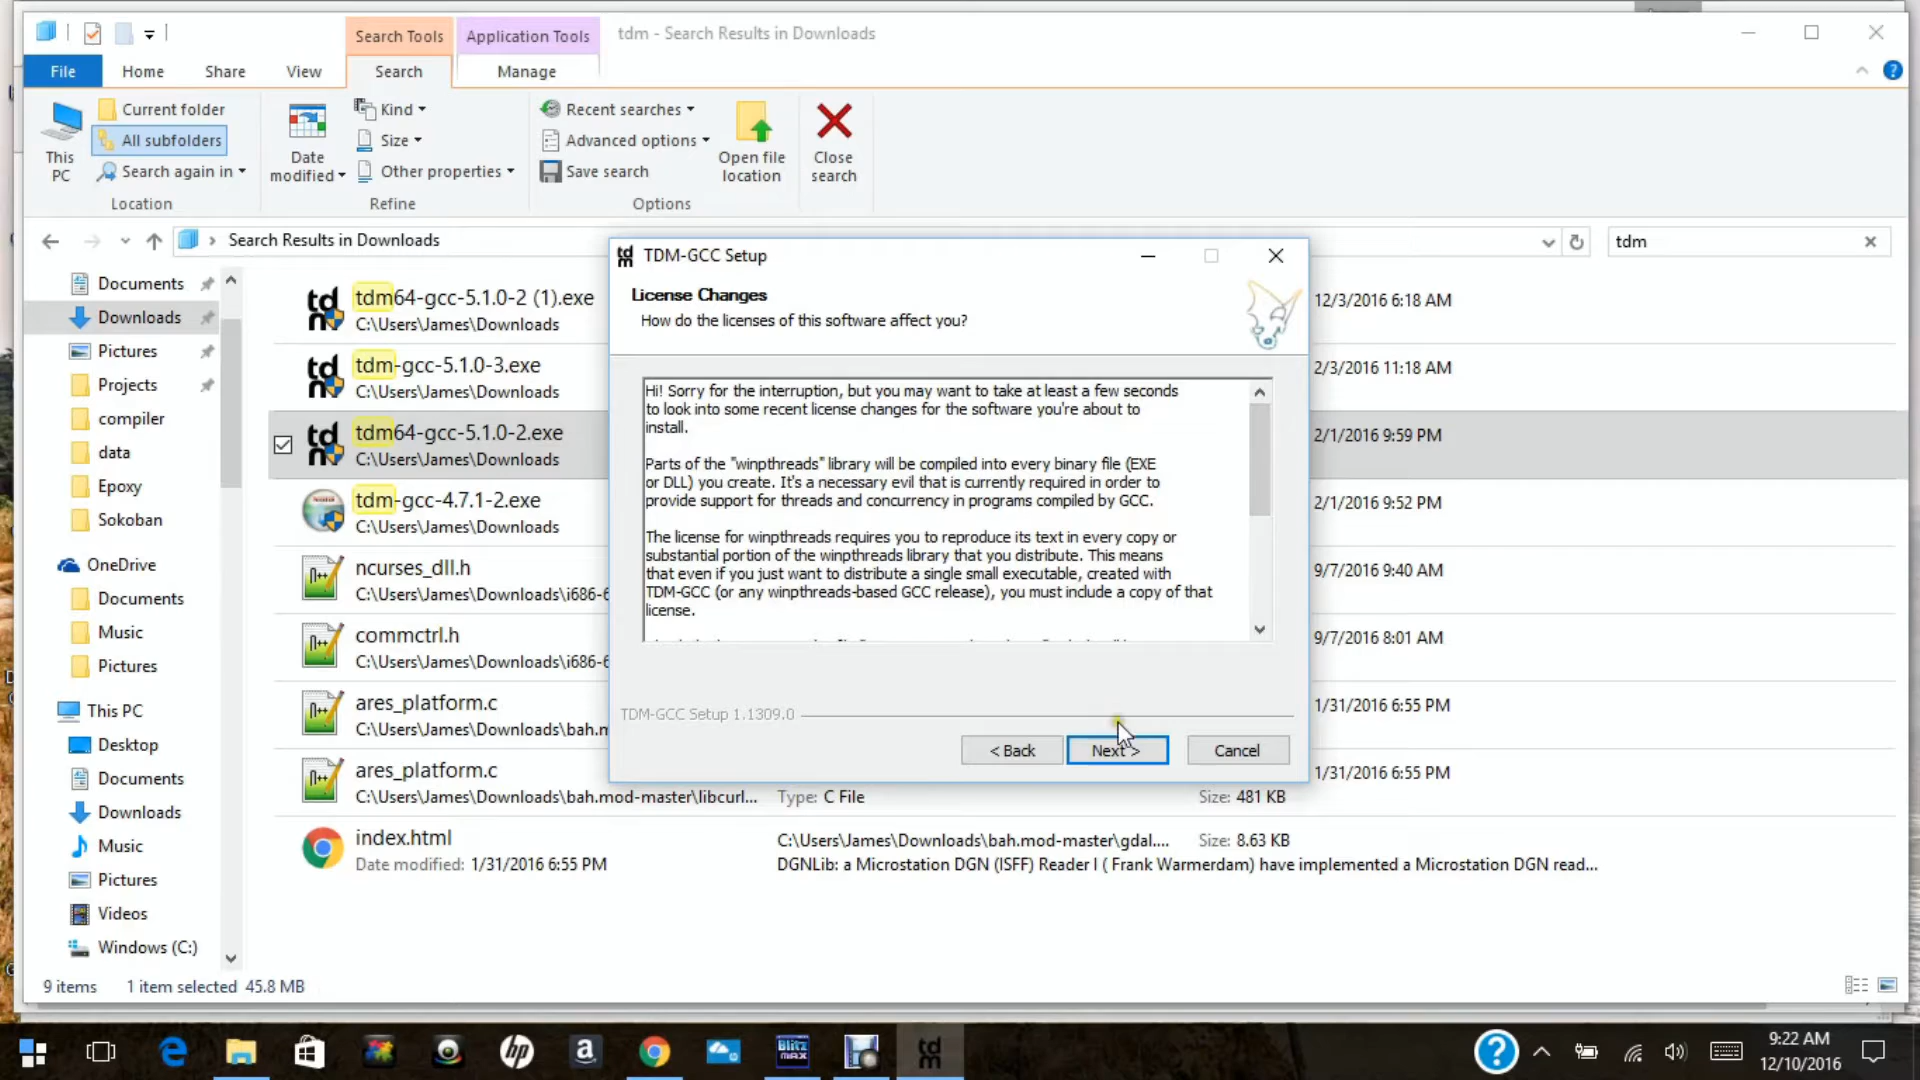 Search Tools
Application Tools
tdm - Search Results in Downloads
File
Home
Share
View
Search
Manage
This PC
Current folder
All subfolders
Search again in
Location
Date modified
Kind
Size
Other properties
Refine
Recent searches
Advanced options
Save search
Options
Open file location
Close search
Search Results in Downloads
tdm
Documents
Downloads
Pictures
Projects
compiler
data
Epoxy
Sokoban
OneDrive
Documents
Music
Pictures
This PC
Desktop
Documents
Downloads
Music
Pictures
Videos
Windows (C:)
tdm64-gcc-5.1.0-2 (1).exe
C:\Users\James\Downloads
12/3/2016 6:18 AM
tdm-gcc-5.1.0-3.exe
C:\Users\James\Downloads
2/3/2016 11:18 AM
tdm64-gcc-5.1.0-2.exe
C:\Users\James\Downloads
2/1/2016 9:59 PM
tdm-gcc-4.7.1-2.exe
C:\Users\James\Downloads
2/1/2016 9:52 PM
ncurses_dll.h
C:\Users\James\Downloads\i686-6
9/7/2016 9:40 AM
commctrl.h
C:\Users\James\Downloads\i686-6
9/7/2016 8:01 AM
ares_platform.c
C:\Users\James\Downloads\bah.m
1/31/2016 6:55 PM
ares_platform.c
1/31/2016 6:55 PM
C:\Users\James\Downloads\bah.mod-master\libcurl...
Type: C File
Size: 481 KB
index.html
C:\Users\James\Downloads\bah.mod-master\gdal....
Size: 8.63 KB
Date modified: 1/31/2016 6:55 PM
DGNLib: a Microstation DGN (ISFF) Reader I ( Frank Warmerdam) have implemented a Microstation DGN read...
TDM-GCC Setup
License Changes
How do the licenses of this software affect you?
Hi! Sorry for the interruption, but you may want to take at least a few seconds
to look into some recent license changes for the software you're about to
install.
Parts of the "winpthreads" library will be compiled into every binary file (EXE
or DLL) you create. It's a necessary evil that is currently required in order to
provide support for threads and concurrency in programs compiled by GCC.
The license for winpthreads requires you to reproduce its text in every copy or
substantial portion of the winpthreads library that you distribute. This means
that even if you just want to distribute a single small executable, created with
TDM-GCC (or any winpthreads-based GCC release), you must include a copy of that
license.
TDM-GCC Setup 1.1309.0
< Back
Next >
Cancel
9 items
1 item selected 45.8 MB
hp
a
Blitz
MAX
tdm
9:22 AM
12/10/2016